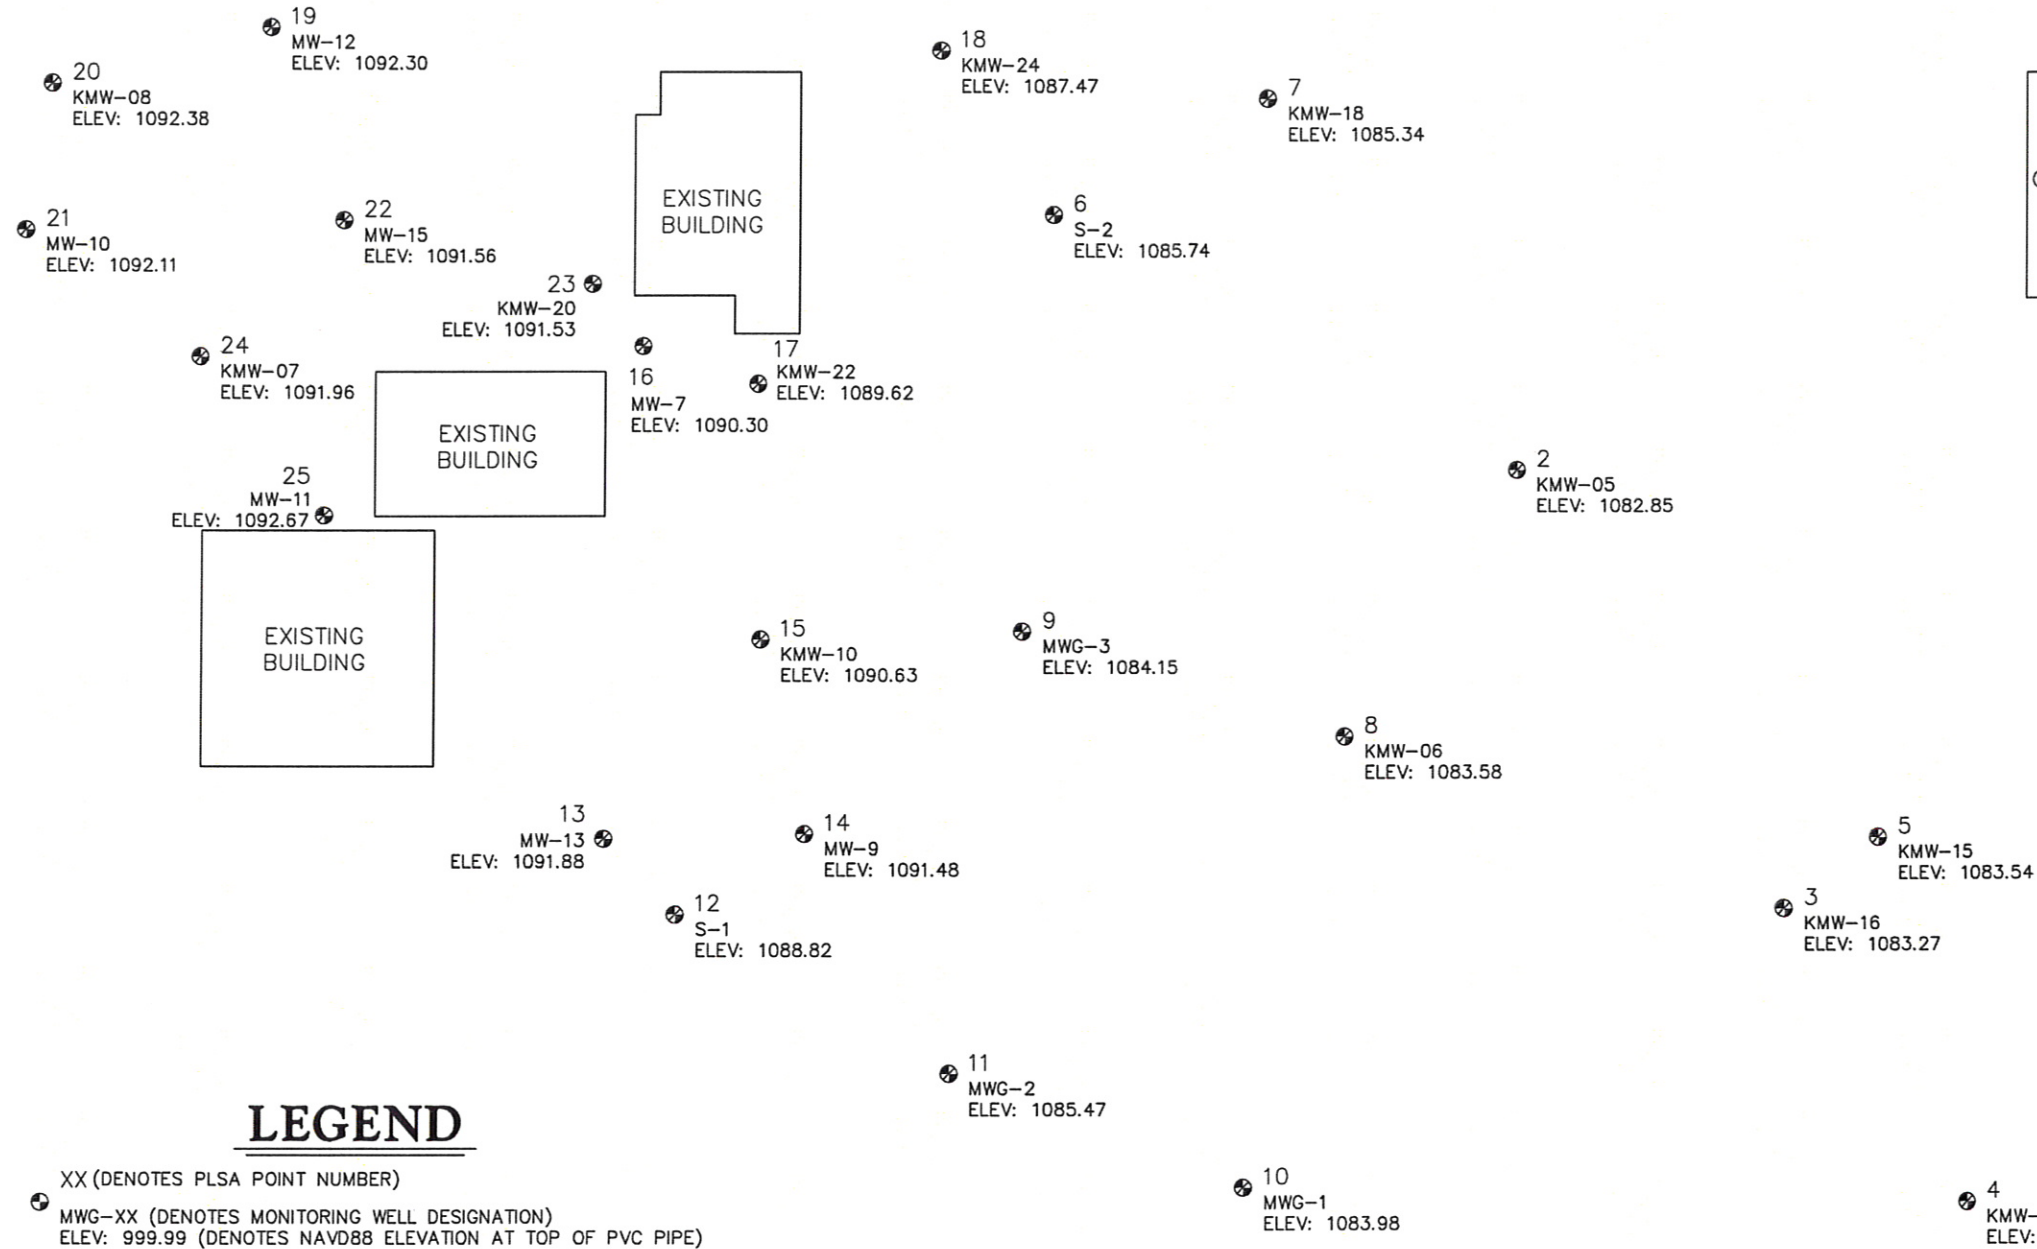 19
MW-12
ELEV: 1092.30
20
KMW-08
ELEV: 1092.38
18
KMW-24
ELEV: 1087.47
7
KMW-18
ELEV: 1085.34
EXISTING
BUILDING
6
S-2
ELEV: 1085.74
21
MW-10
ELEV: 1092.11
22
MW-15
ELEV: 1091.56
23
KMW-20
ELEV: 1091.53
24
KMW-07
ELEV: 1091.96
16
MW-7
ELEV: 1090.30
17
KMW-22
ELEV: 1089.62
EXISTING
BUILDING
2
KMW-05
ELEV: 1082.85
25
MW-11
ELEV: 1092.67
EXISTING
BUILDING
15
KMW-10
ELEV: 1090.63
9
MWG-3
ELEV: 1084.15
8
KMW-06
ELEV: 1083.58
13
MW-13
ELEV: 1091.88
14
MW-9
ELEV: 1091.48
5
KMW-15
ELEV: 1083.54
12
S-1
ELEV: 1088.82
3
KMW-16
ELEV: 1083.27
11
MWG-2
ELEV: 1085.47
10
MWG-1
ELEV: 1083.98
4
KMW-
ELEV:
LEGEND
XX (DENOTES PLSA POINT NUMBER)
MWG-XX (DENOTES MONITORING WELL DESIGNATION)
ELEV: 999.99 (DENOTES NAVD88 ELEVATION AT TOP OF PVC PIPE)